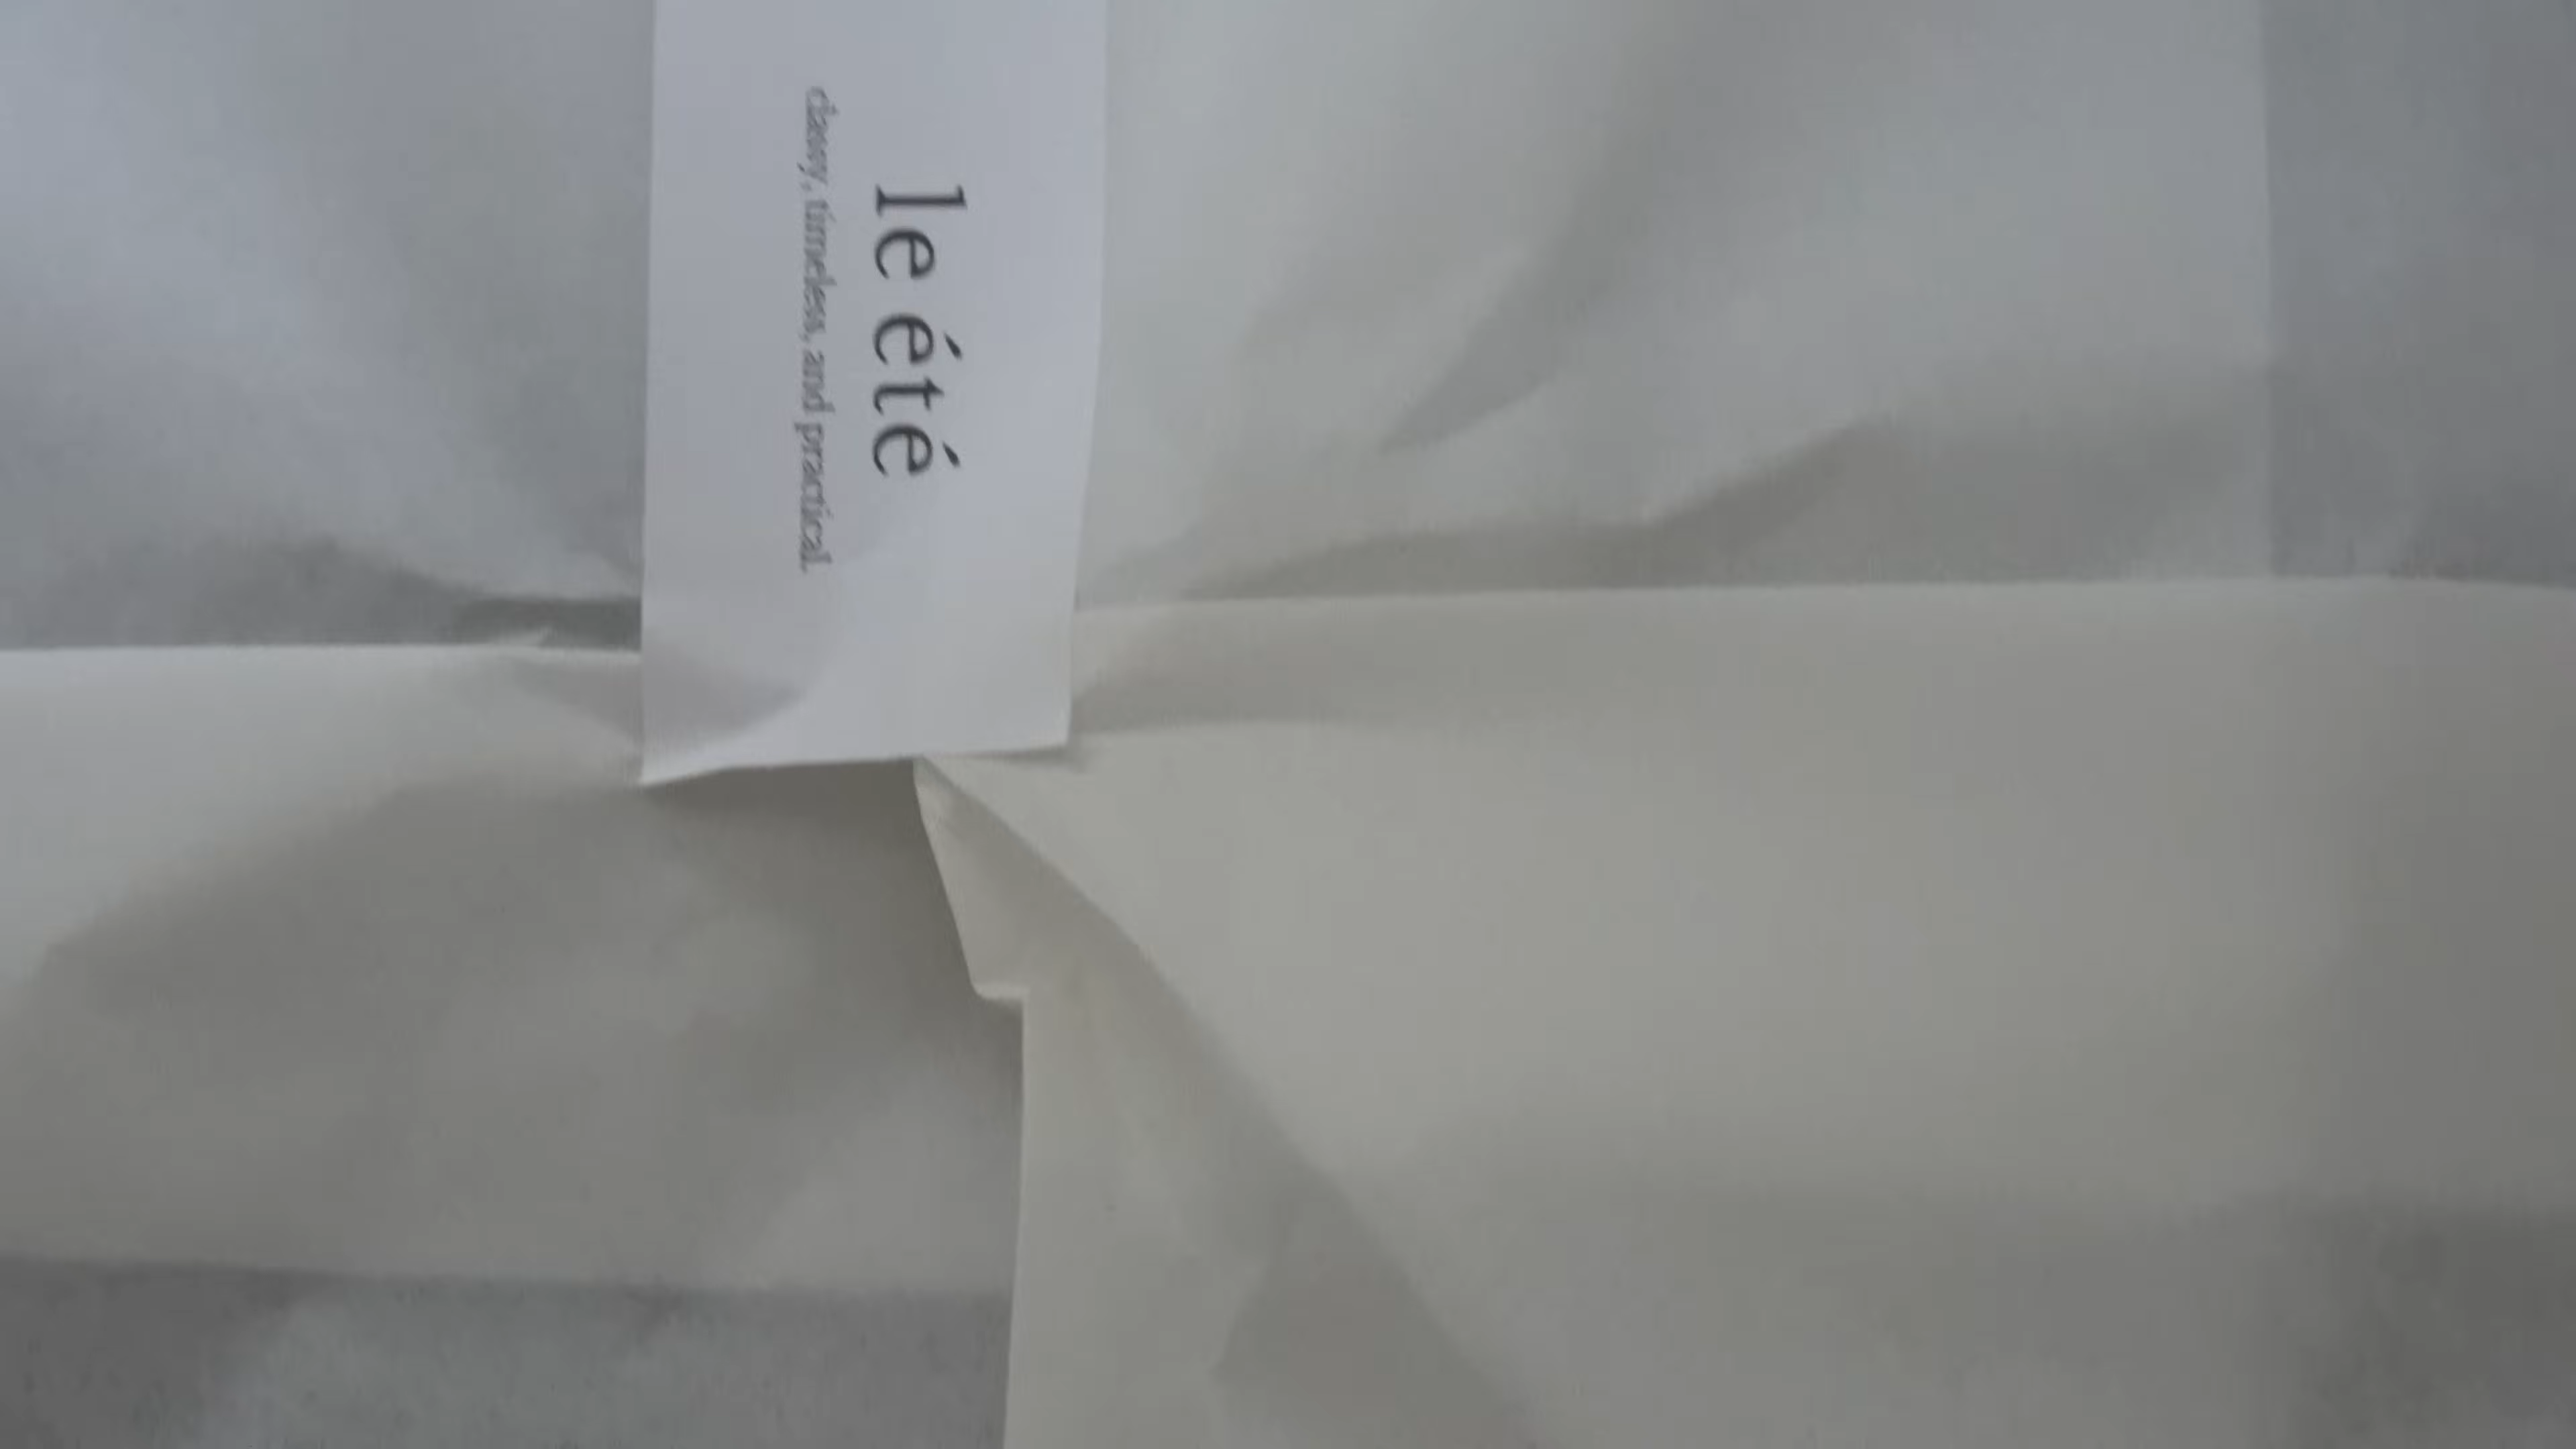 le été
classy, timeless, and practical.